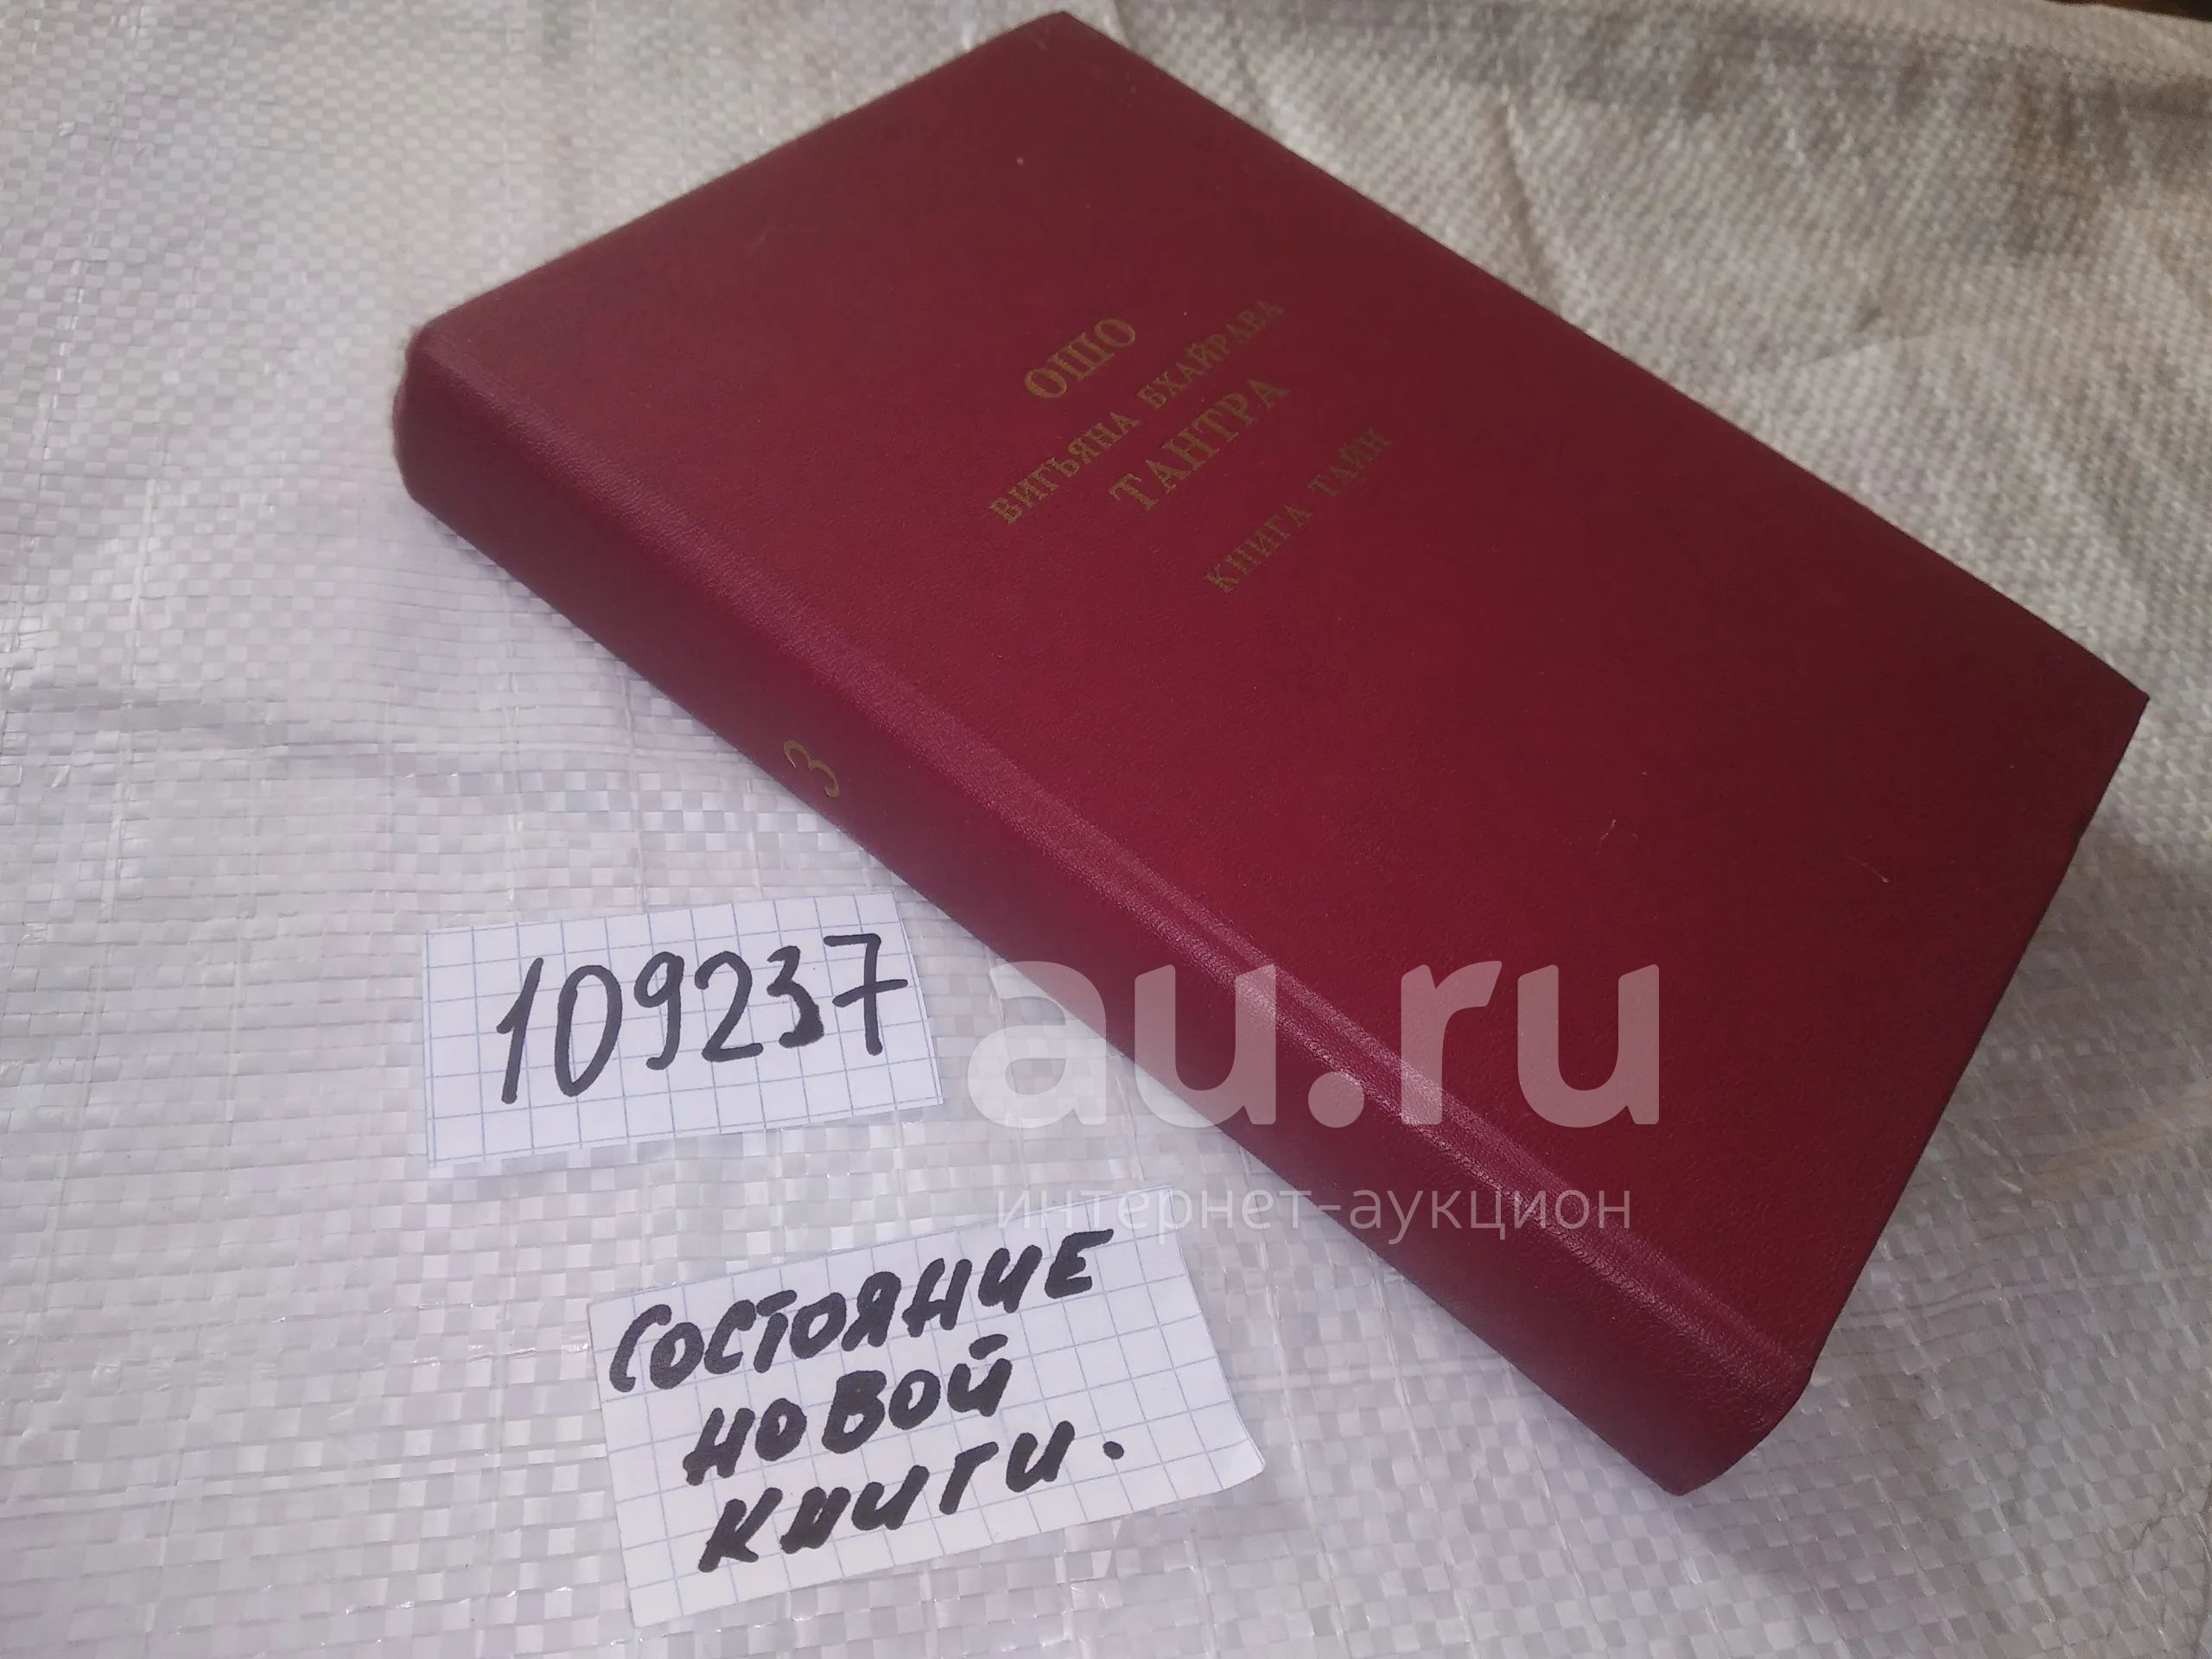 ОШО
ВИГЬЯНА БХАЙРАВА
ТАНТРА
КНИГА ТАЙН
3
109237
au.ru
интернет-аукцион
СОСТОЯНИЕ
НОВОЙ
КНИГИ.